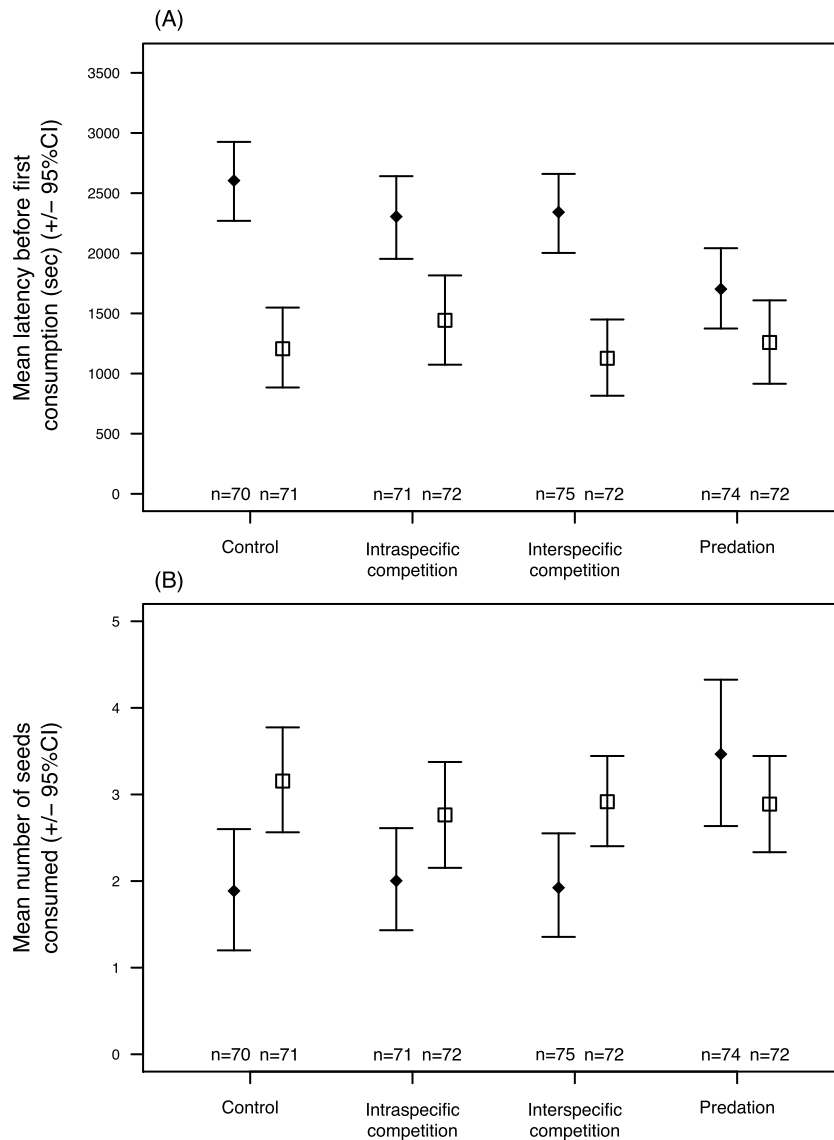 (A)
Mean latency before first
consumption (sec) (+/− 95%CI)
3500
3000
2500
2000
1500
1000
500
0
n=70 n=71 n=71 n=72 n=75 n=72 n=74 n=72
Control Intraspecific competition Interspecific competition Predation
(B)
Mean number of seeds
consumed (+/− 95%CI)
5
4
3
2
1
0
n=70 n=71 n=71 n=72 n=75 n=72 n=74 n=72
Control Intraspecific competition Interspecific competition Predation